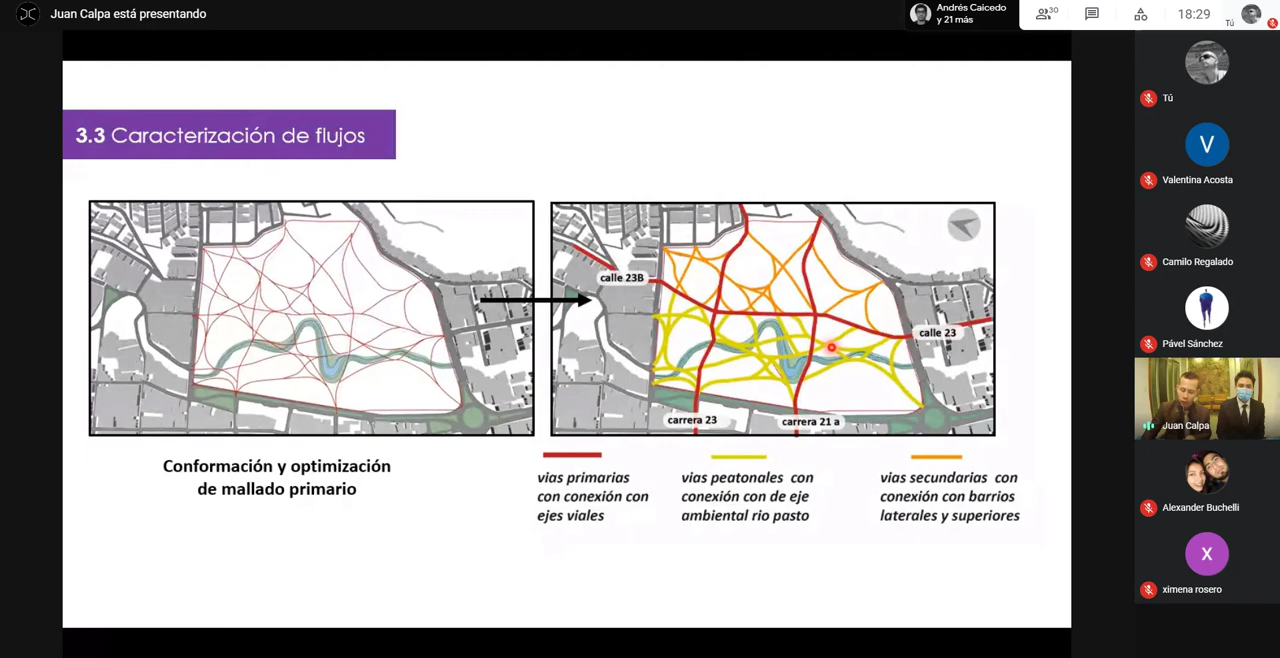 Juan Calpa está presentando
Andrés Caicedo
y 21 más
30
18:29
Tú
3.3 Caracterización de flujos
calle 23B
calle 23
carrera 23
carrera 21 a
Conformación y optimización
de mallado primario
vias primarias
con conexión con
ejes viales
vias peatonales con
conexión con de eje
ambiental rio pasto
vias secundarias con
conexión con barrios
laterales y superiores
Tú
V
Valentina Acosta
Camilo Regalado
Pável Sánchez
Juan Calpa
Alexander Buchelli
X
ximena rosero